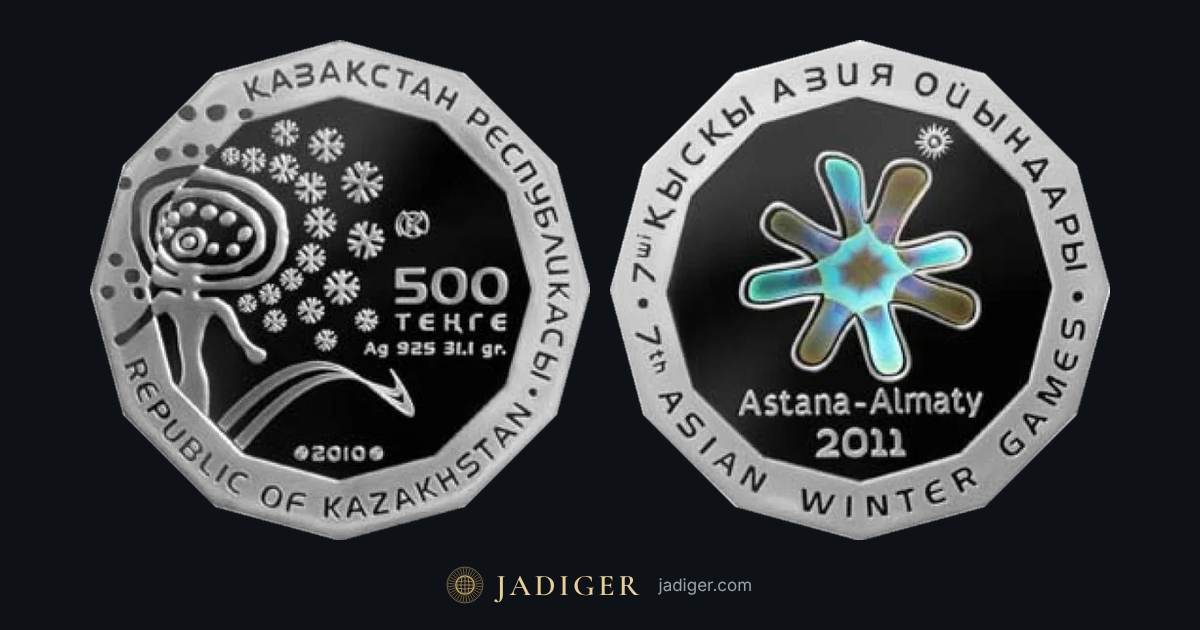 ҚАЗАҚСТАН РЕСПУБЛИКАСЫ • REPUBLIC OF KAZAKHSTAN
500
ТЕҢГЕ
Ag 925 31.1 gr.
2010
7ші ҚЫСҚЫ АЗИЯ ОЙЫНДАРЫ •
Astana-Almaty
2011
• 7th ASIAN WINTER GAMES
JADIGER jadiger.com